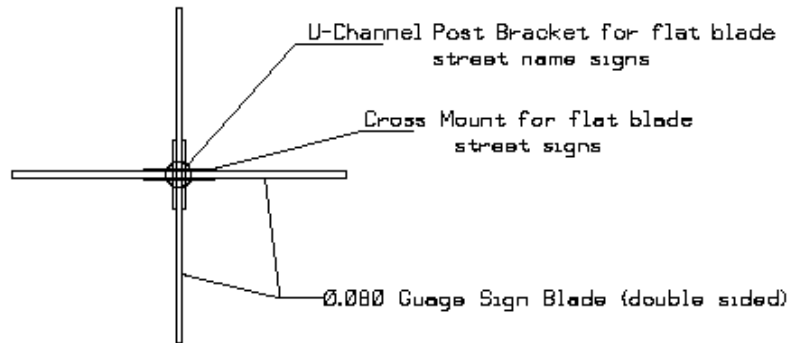 U-Channel Post Bracket for flat blade
street name signs
Cross Mount for flat blade
street signs
0.080 Guage Sign Blade (double sided)